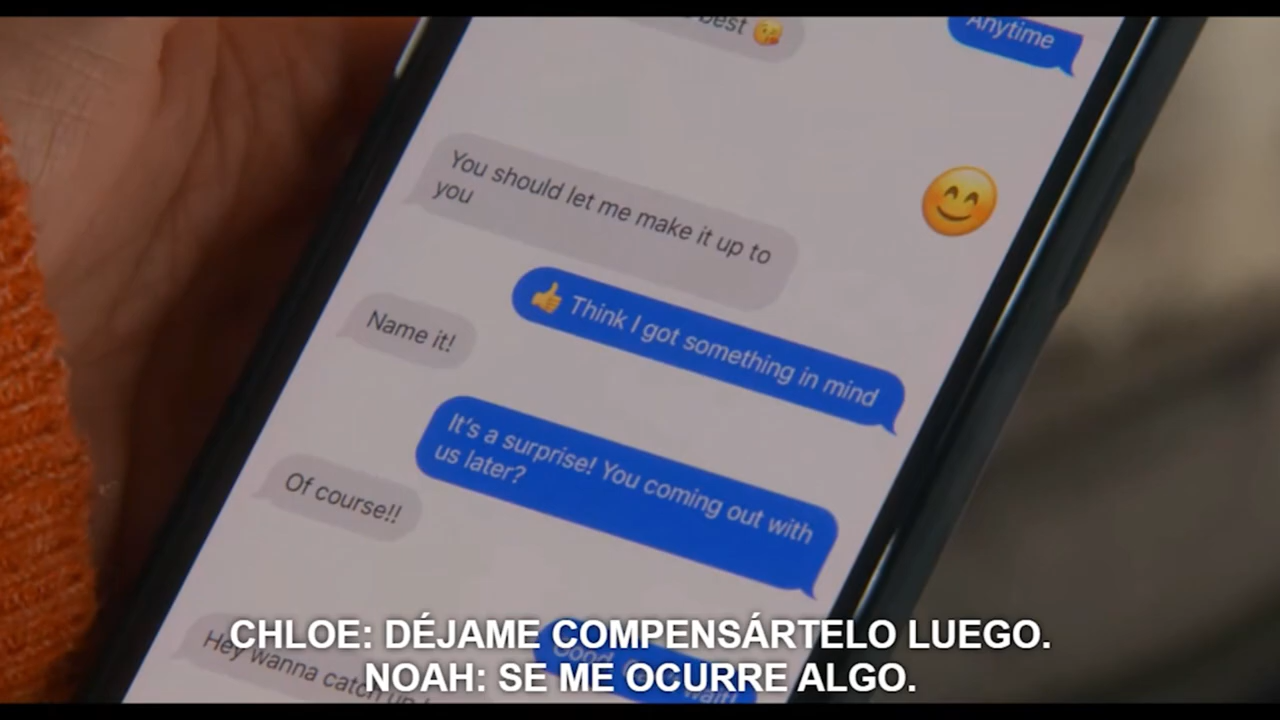 best 😘
Anytime
😊
You should let me make it up to
you
👍 Think I got something in mind
Name it!
It's a surprise! You coming out with
us later?
Of course!!
Hey wanna catch up
CHLOE: DÉJAME COMPENSÁRTELO LUEGO.
NOAH: SE ME OCURRE ALGO.